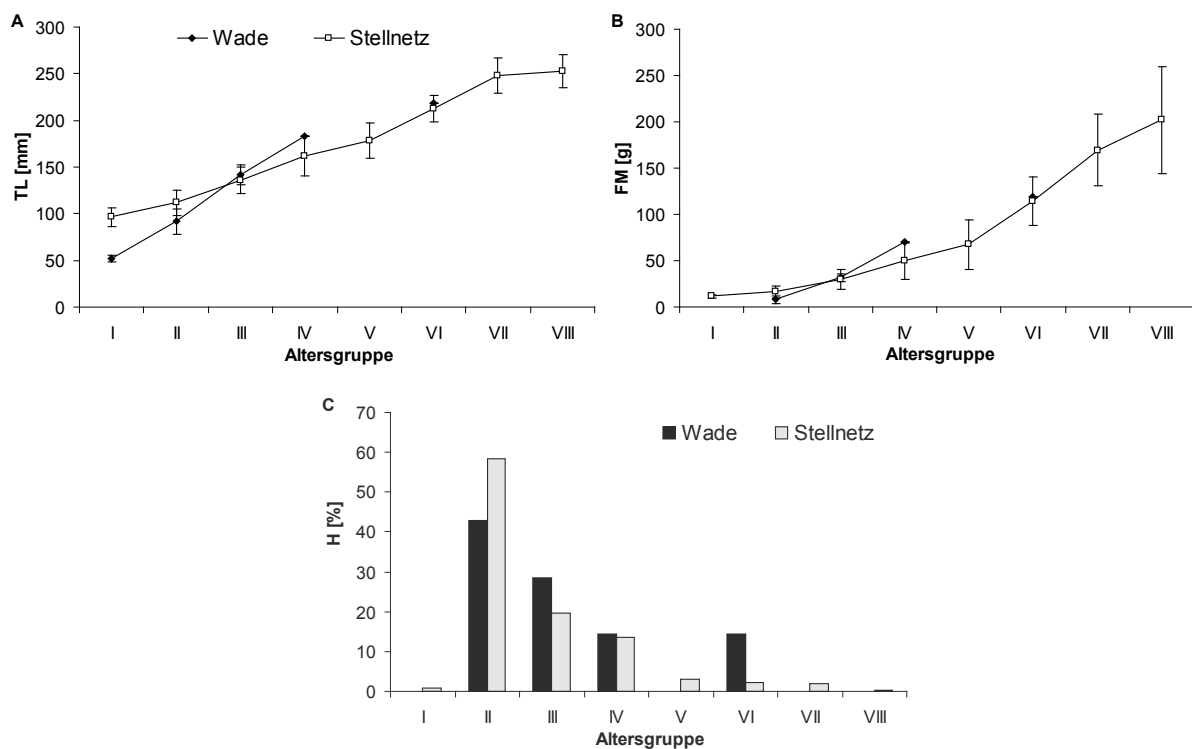 A
Wade
Stellnetz
TL [mm]
300
250
200
150
100
50
0
I II III IV V VI VII VIII
Altersgruppe
B
FM [g]
300
250
200
150
100
50
0
I II III IV V VI VII VIII
Altersgruppe
C
Wade
Stellnetz
H [%]
70
60
50
40
30
20
10
0
I II III IV V VI VII VIII
Altersgruppe